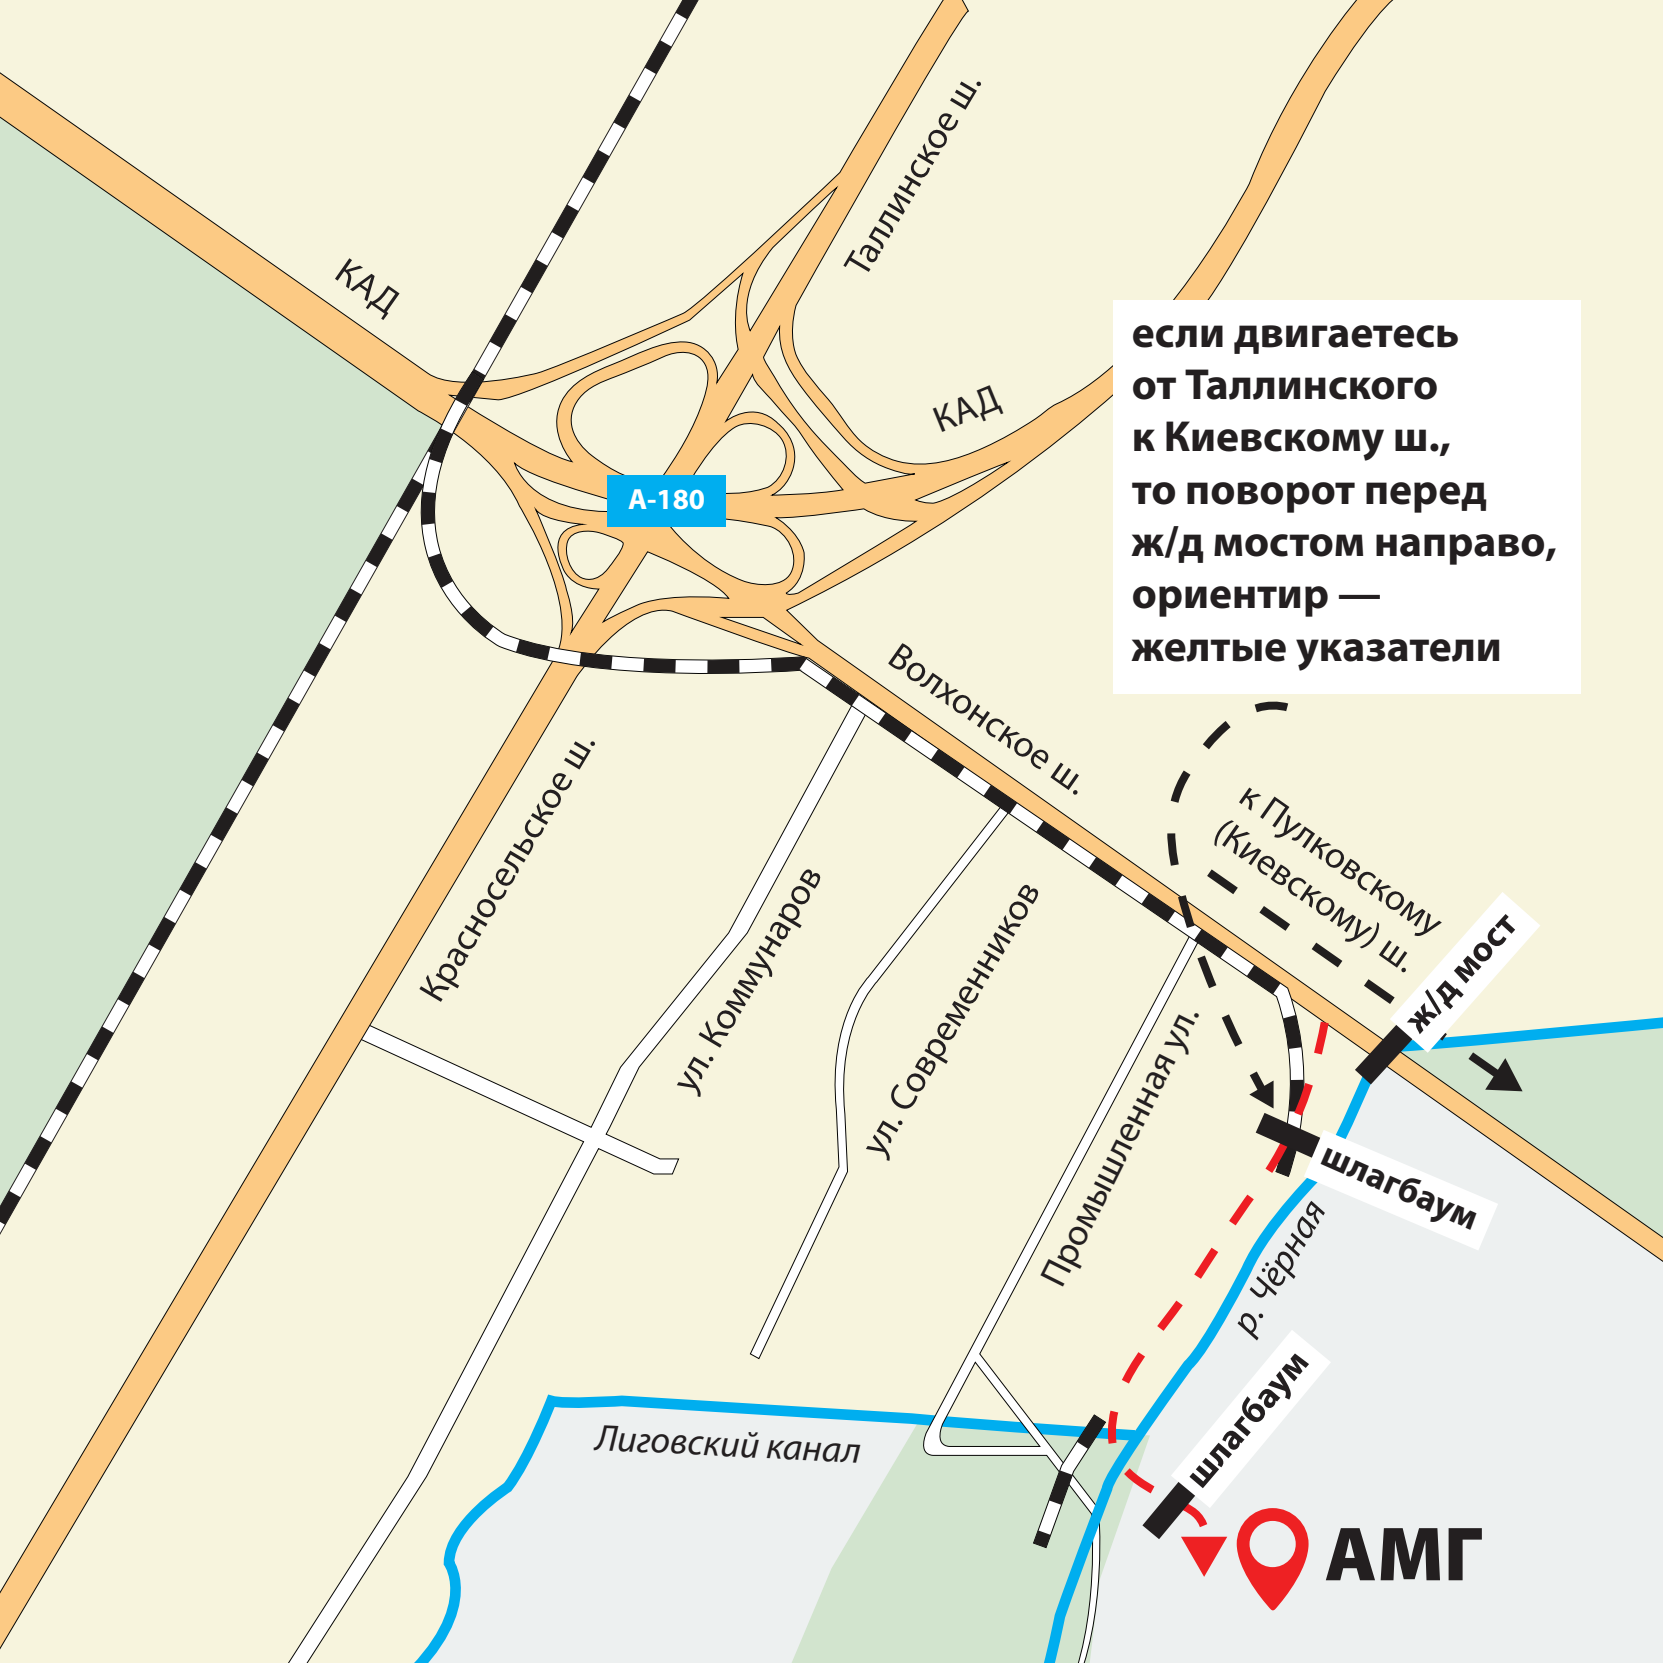 Таллинское ш.
КАД
КАД
А-180
если двигаетесь
от Таллинского
к Киевскому ш.,
то поворот перед
ж/д мостом направо,
ориентир —
желтые указатели
Волхонское ш.
Красносельское ш.
к Пулковскому
(Киевскому) ш.
ж/д мост
ул. Коммунаров
ул. Современников
Промышленная ул.
шлагбаум
р. Чёрная
шлагбаум
Лиговский канал
АМГ